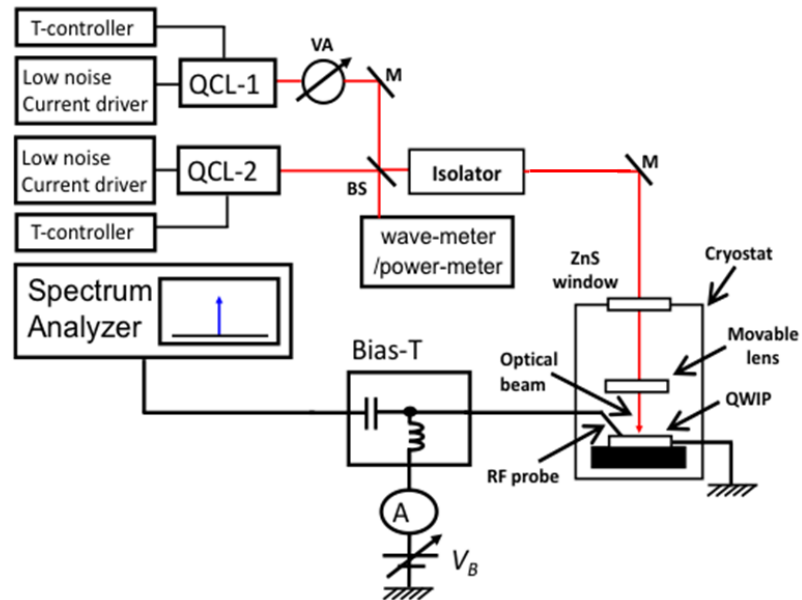 T-controller
VA
M
Low noise
Current driver
QCL-1
Low noise
Current driver
QCL-2
BS
Isolator
M
T-controller
wave-meter
/power-meter
ZnS
window
Cryostat
Spectrum
Analyzer
Bias-T
Optical
beam
Movable
lens
QWIP
RF probe
A
V_B